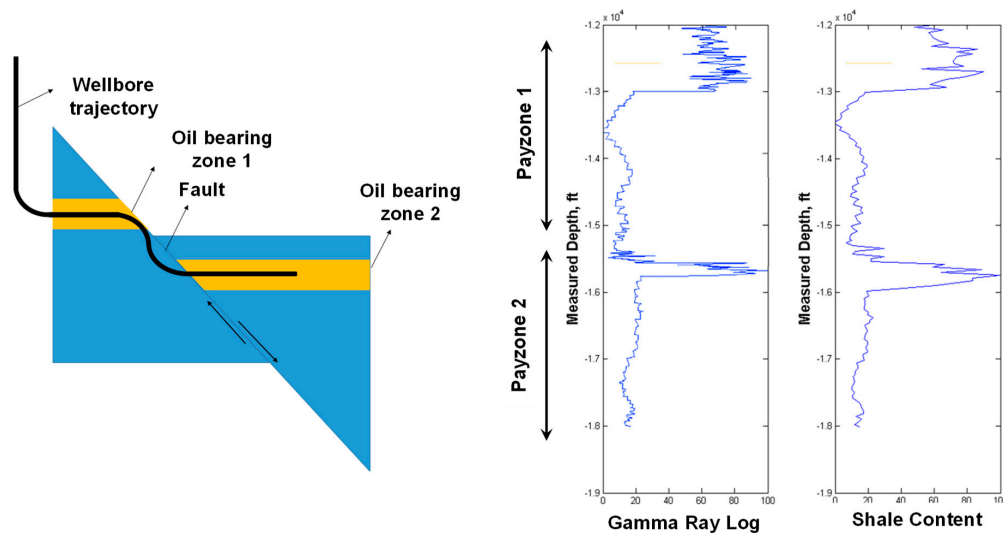 Wellbore
trajectory
Oil bearing
zone 1
Fault
Oil bearing
zone 2
Payzone 1
Payzone 2
Measured Depth, ft
x 10⁴
-1.2
-1.3
-1.4
-1.5
-1.6
-1.7
-1.8
-1.9
0 20 40 60 80 100
Gamma Ray Log
Measured Depth, ft
x 10⁴
-1.2
-1.3
-1.4
-1.5
-1.6
-1.7
-1.8
-1.9
0 20 40 60 80 10
Shale Content